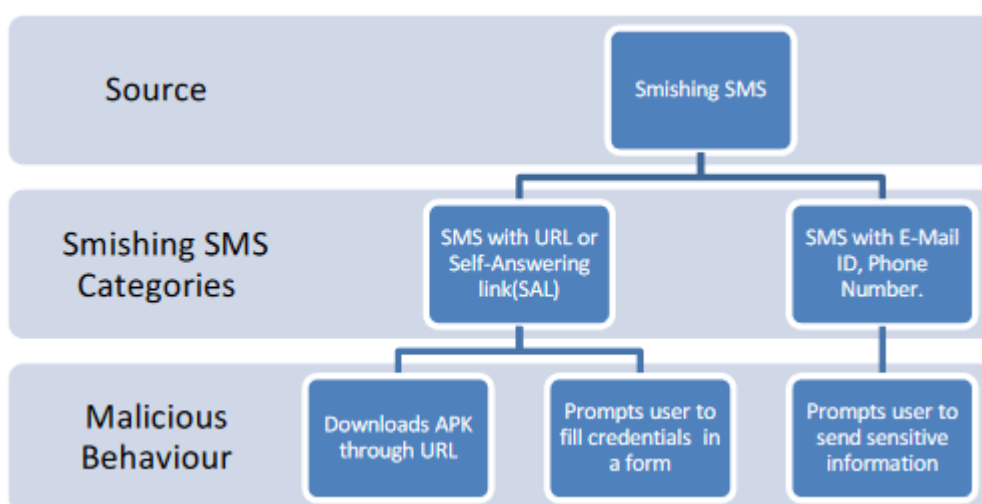 Source
Smishing SMS
Smishing SMS
Categories
SMS with URL or
Self-Answering
link(SAL)
SMS with E-Mail
ID, Phone
Number.
Malicious
Behaviour
Downloads APK
through URL
Prompts user to
fill credentials in
a form
Prompts user to
send sensitive
information